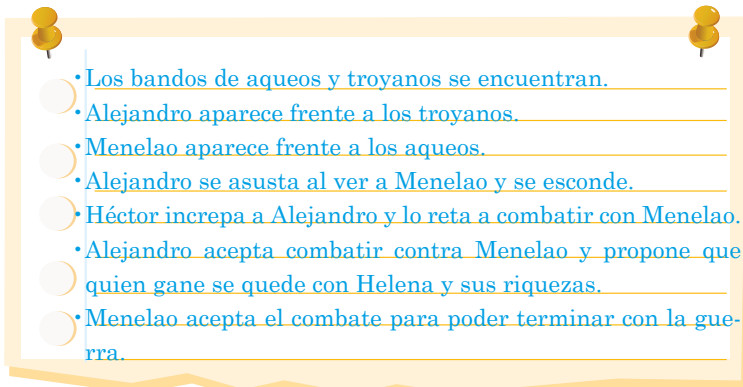 •Los bandos de aqueos y troyanos se encuentran.
•Alejandro aparece frente a los troyanos.
•Menelao aparece frente a los aqueos.
•Alejandro se asusta al ver a Menelao y se esconde.
•Héctor increpa a Alejandro y lo reta a combatir con Menelao.
•Alejandro acepta combatir contra Menelao y propone que
quien gane se quede con Helena y sus riquezas.
•Menelao acepta el combate para poder terminar con la gue-
rra.